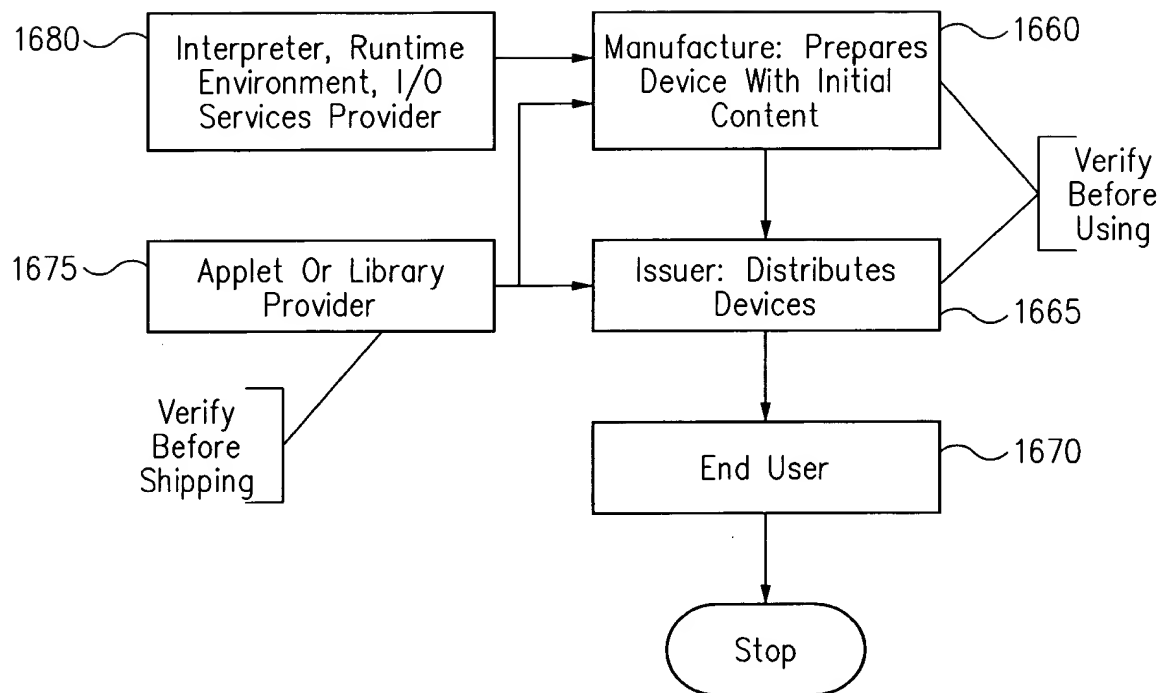 1680
Interpreter, Runtime
Environment, I/O
Services Provider
Manufacture: Prepares
Device With Initial
Content
1660
Verify
Before
Using
1675
Applet Or Library
Provider
Issuer: Distributes
Devices
1665
Verify
Before
Shipping
End User
1670
Stop